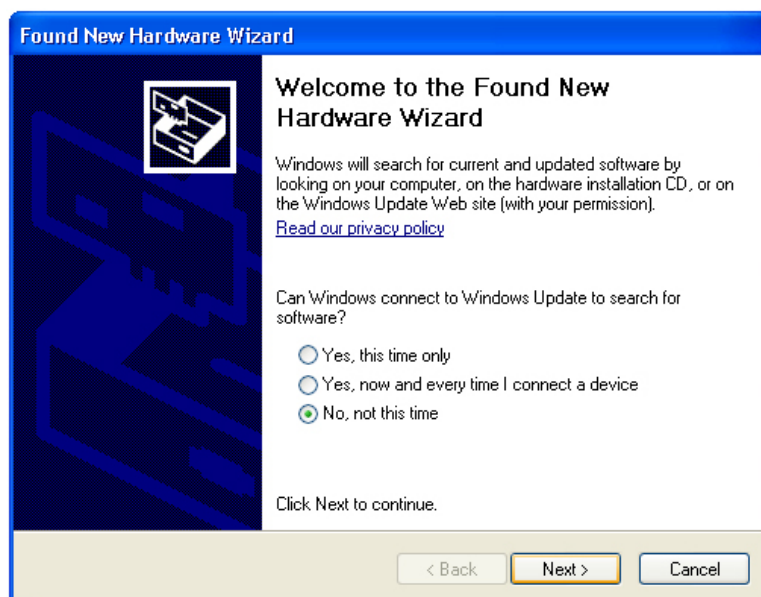 Found New Hardware Wizard
Welcome to the Found New
Hardware Wizard
Windows will search for current and updated software by
looking on your computer, on the hardware installation CD, or on
the Windows Update Web site (with your permission).
Read our privacy policy
Can Windows connect to Windows Update to search for
software?
Yes, this time only
Yes, now and every time I connect a device
No, not this time
Click Next to continue.
< Back
Next >
Cancel